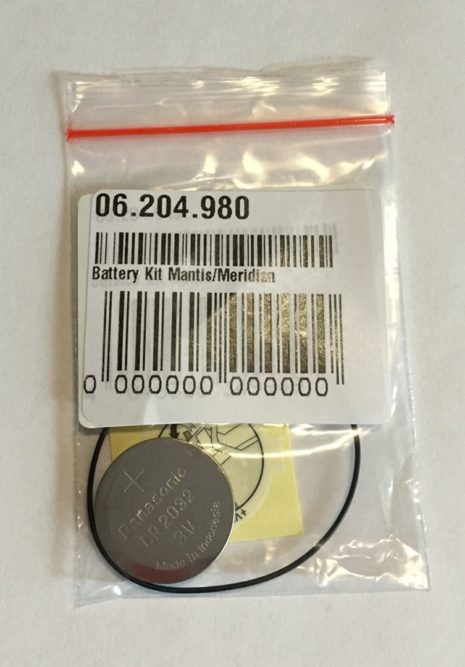 06.204.980
Battery Kit Mantis/Meridian
0 000000 000000
+
Panasonic
CR2032
3V
Made in Indonesia